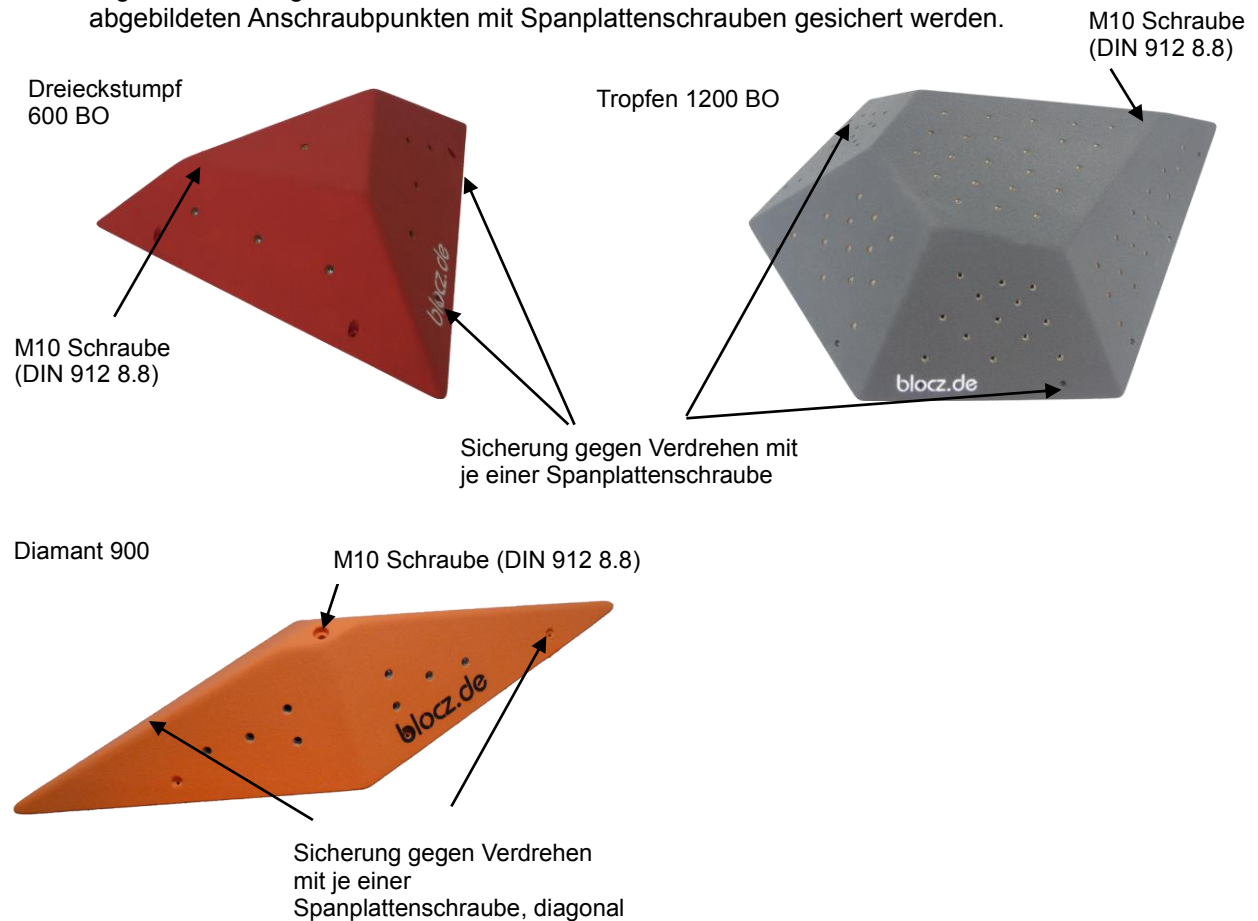 abgebildeten Anschraubpunkten mit Spanplattenschrauben gesichert werden.
M10 Schraube
(DIN 912 8.8)
Dreieckstumpf
600 BO
Tropfen 1200 BO
blocz.de
M10 Schraube
(DIN 912 8.8)
blocz.de
Sicherung gegen Verdrehen mit
je einer Spanplattenschraube
Diamant 900
M10 Schraube (DIN 912 8.8)
blocz.de
Sicherung gegen Verdrehen
mit je einer
Spanplattenschraube, diagonal